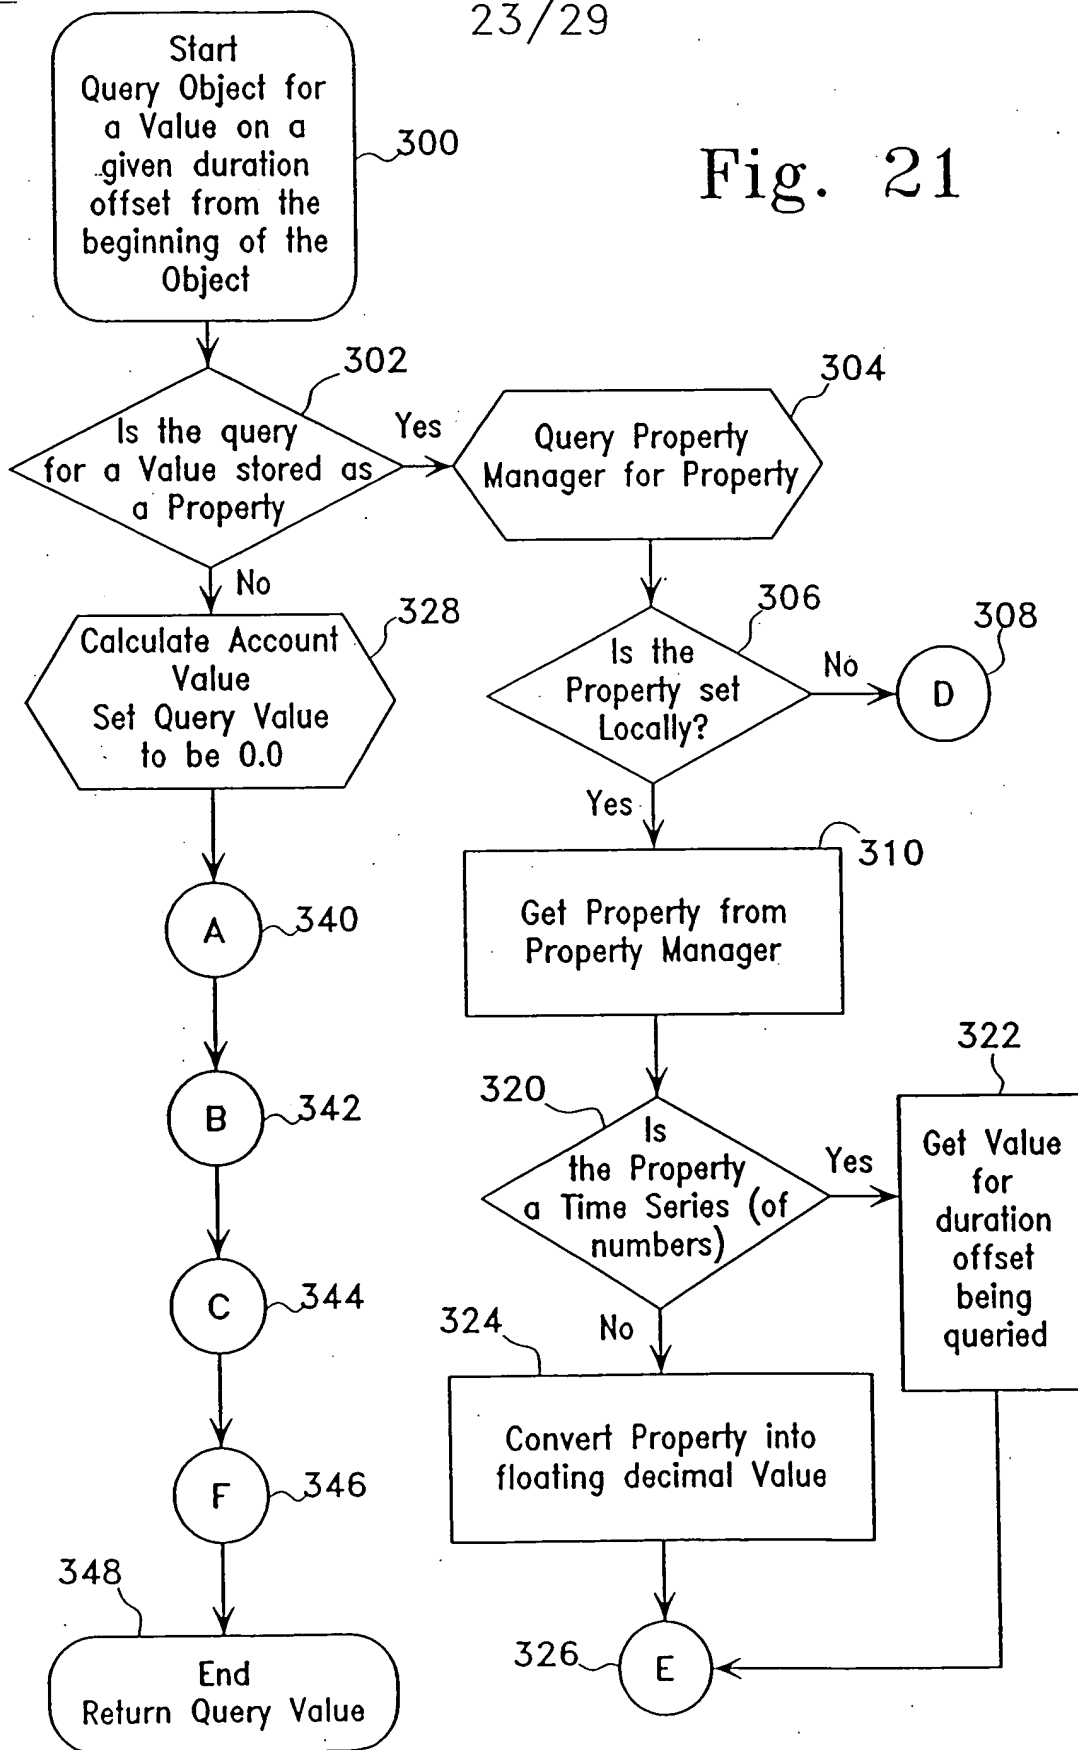 23/29
Fig. 21
Start
Query Object for
a Value on a
given duration
offset from the
beginning of the
Object
300
302
Is the query
for a Value stored as
a Property
Yes
No
304
Query Property
Manager for Property
306
Is the
Property set
Locally?
No
308
D
Yes
328
Calculate Account
Value
Set Query Value
to be 0.0
310
Get Property from
Property Manager
A
340
B
342
C
344
F
346
348
End
Return Query Value
320
Is
the Property
a Time Series (of
numbers)
Yes
322
Get Value
for
duration
offset
being
queried
No
324
Convert Property into
floating decimal Value
326
E